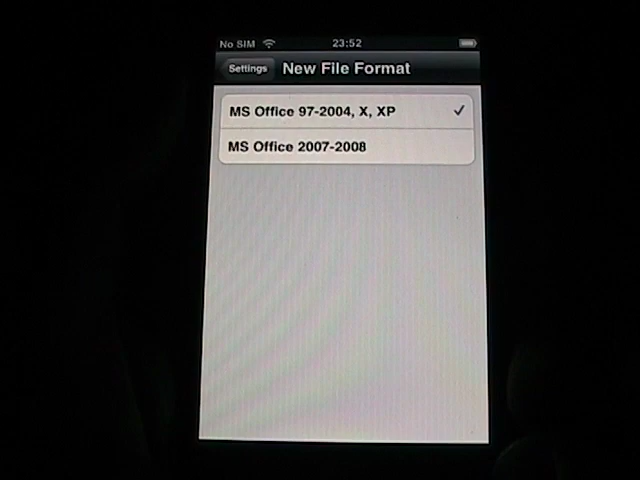 No SIM 23:52
Settings New File Format
MS Office 97-2004, X, XP
MS Office 2007-2008